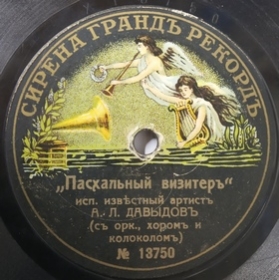 СИРЕНА ГРАНДЪ РЕКОРДЪ
„Пасхальный визитеръ“
исп. извѣстный артистъ
А. Л. ДАВЫДОВЪ
(съ орк., хоромъ и
колоколомъ)
№ 13750